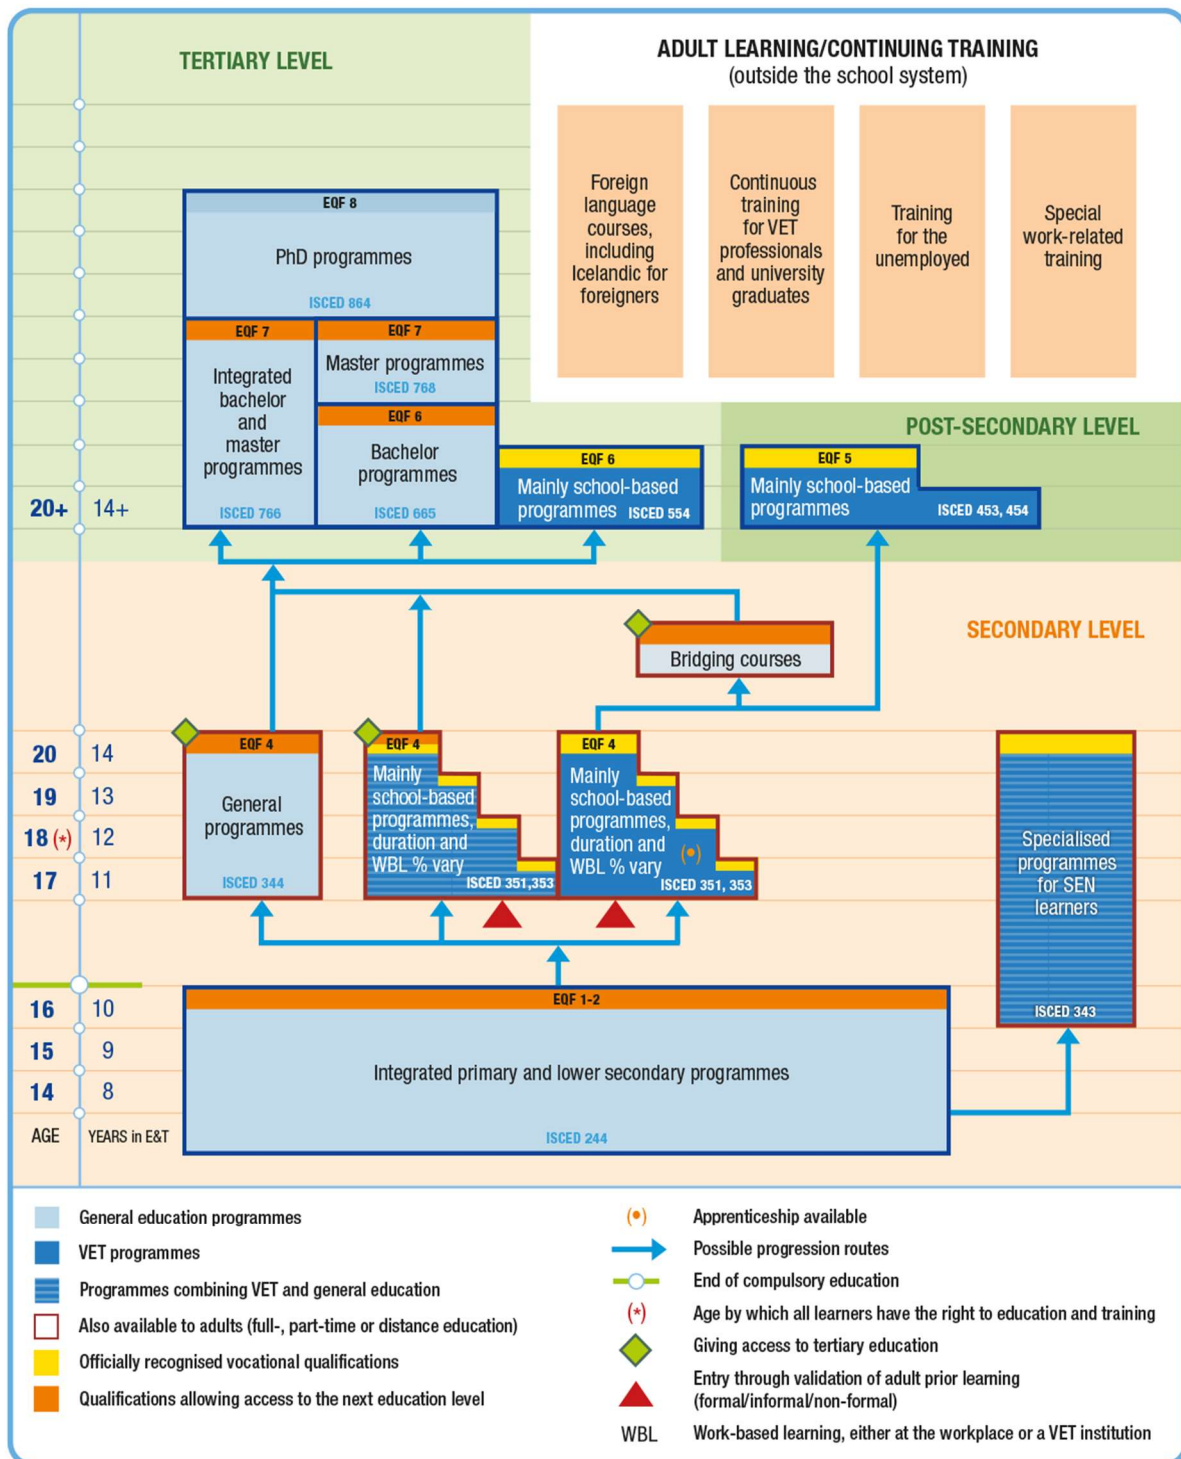 TERTIARY LEVEL
ADULT LEARNING/CONTINUING TRAINING
(outside the school system)
Foreign
language
courses,
including
Icelandic for
foreigners
Continuous
training
for VET
professionals
and university
graduates
Training
for the
unemployed
Special
work-related
training
EQF 8
PhD programmes
ISCED 864
EQF 7
Integrated
bachelor
and
master
programmes
ISCED 766
EQF 7
Master programmes
ISCED 768
EQF 6
Bachelor
programmes
ISCED 665
EQF 6
Mainly school-based
programmes ISCED 554
POST-SECONDARY LEVEL
EQF 5
Mainly school-based
programmes
ISCED 453, 454
20+ 14+
SECONDARY LEVEL
Bridging courses
EQF 4
General
programmes
ISCED 344
EQF 4
Mainly
school-based
programmes,
duration and
WBL % vary
ISCED 351,353
EQF 4
Mainly
school-based
programmes,
duration and
WBL % vary
(•)
ISCED 351, 353
Specialised
programmes
for SEN
learners
ISCED 343
20 14
19 13
18 (*) 12
17 11
16 10
15 9
14 8
AGE YEARS in E&T
EQF 1-2
Integrated primary and lower secondary programmes
ISCED 244
General education programmes
VET programmes
Programmes combining VET and general education
Also available to adults (full-, part-time or distance education)
Officially recognised vocational qualifications
Qualifications allowing access to the next education level
(•) Apprenticeship available
Possible progression routes
End of compulsory education
(*) Age by which all learners have the right to education and training
Giving access to tertiary education
Entry through validation of adult prior learning
(formal/informal/non-formal)
WBL Work-based learning, either at the workplace or a VET institution